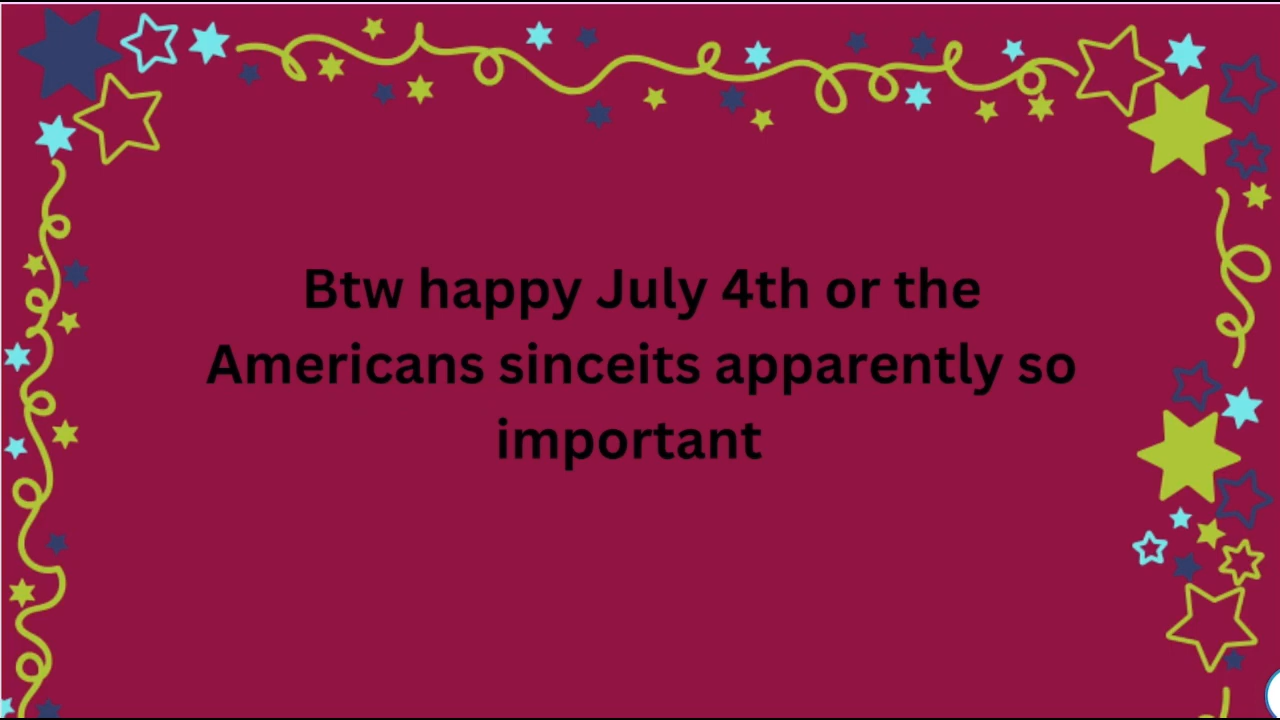 Btw happy July 4th or the
Americans sinceits apparently so
important